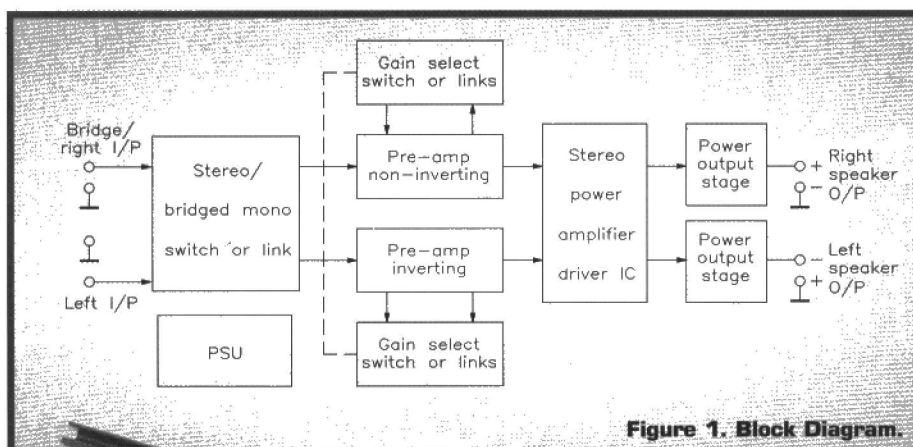 Gain select
switch or links
Bridge/
right I/P
Stereo/
bridged mono
switch or link
Pre-amp
non-inverting
Stereo
power
amplifier
driver IC
Power
output
stage
+ Right
− speaker
O/P
Pre-amp
inverting
Power
output
stage
− Left
speaker
+ O/P
Left I/P
PSU
Gain select
switch or links
Figure 1. Block Diagram.